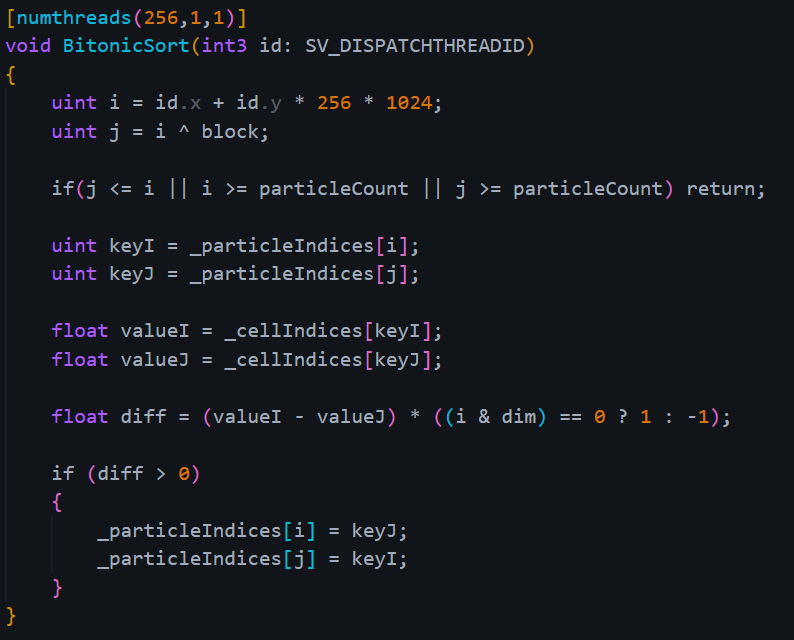 [numthreads(256,1,1)]
void BitonicSort(int3 id: SV_DISPATCHTHREADID)
{
    uint i = id.x + id.y * 256 * 1024;
    uint j = i ^ block;

    if(j <= i || i >= particleCount || j >= particleCount) return;

    uint keyI = _particleIndices[i];
    uint keyJ = _particleIndices[j];

    float valueI = _cellIndices[keyI];
    float valueJ = _cellIndices[keyJ];

    float diff = (valueI - valueJ) * ((i & dim) == 0 ? 1 : -1);

    if (diff > 0)
    {
        _particleIndices[i] = keyJ;
        _particleIndices[j] = keyI;
    }
}